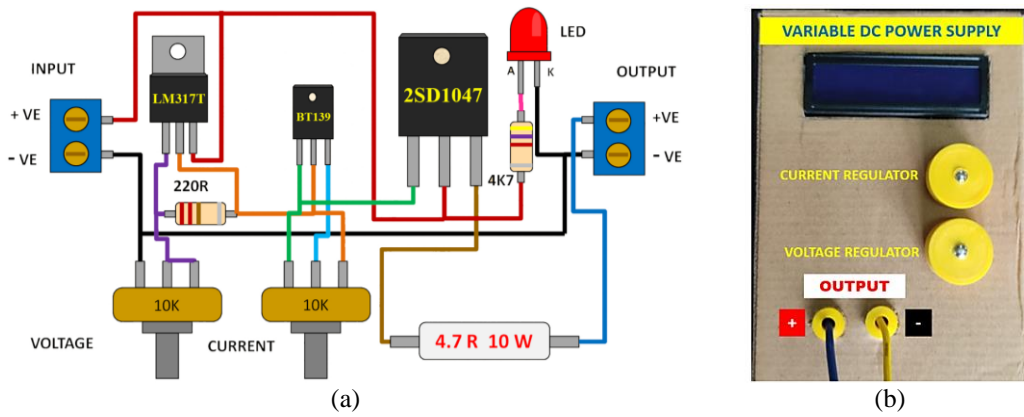 INPUT
+ VE
- VE
LM317T
220R
BT139
2SD1047
LED
A K
4K7
OUTPUT
+VE
- VE
10K
VOLTAGE
10K
CURRENT
4.7 R 10 W
(a)
VARIABLE DC POWER SUPPLY
CURRENT REGULATOR
VOLTAGE REGULATOR
OUTPUT
+ -
(b)